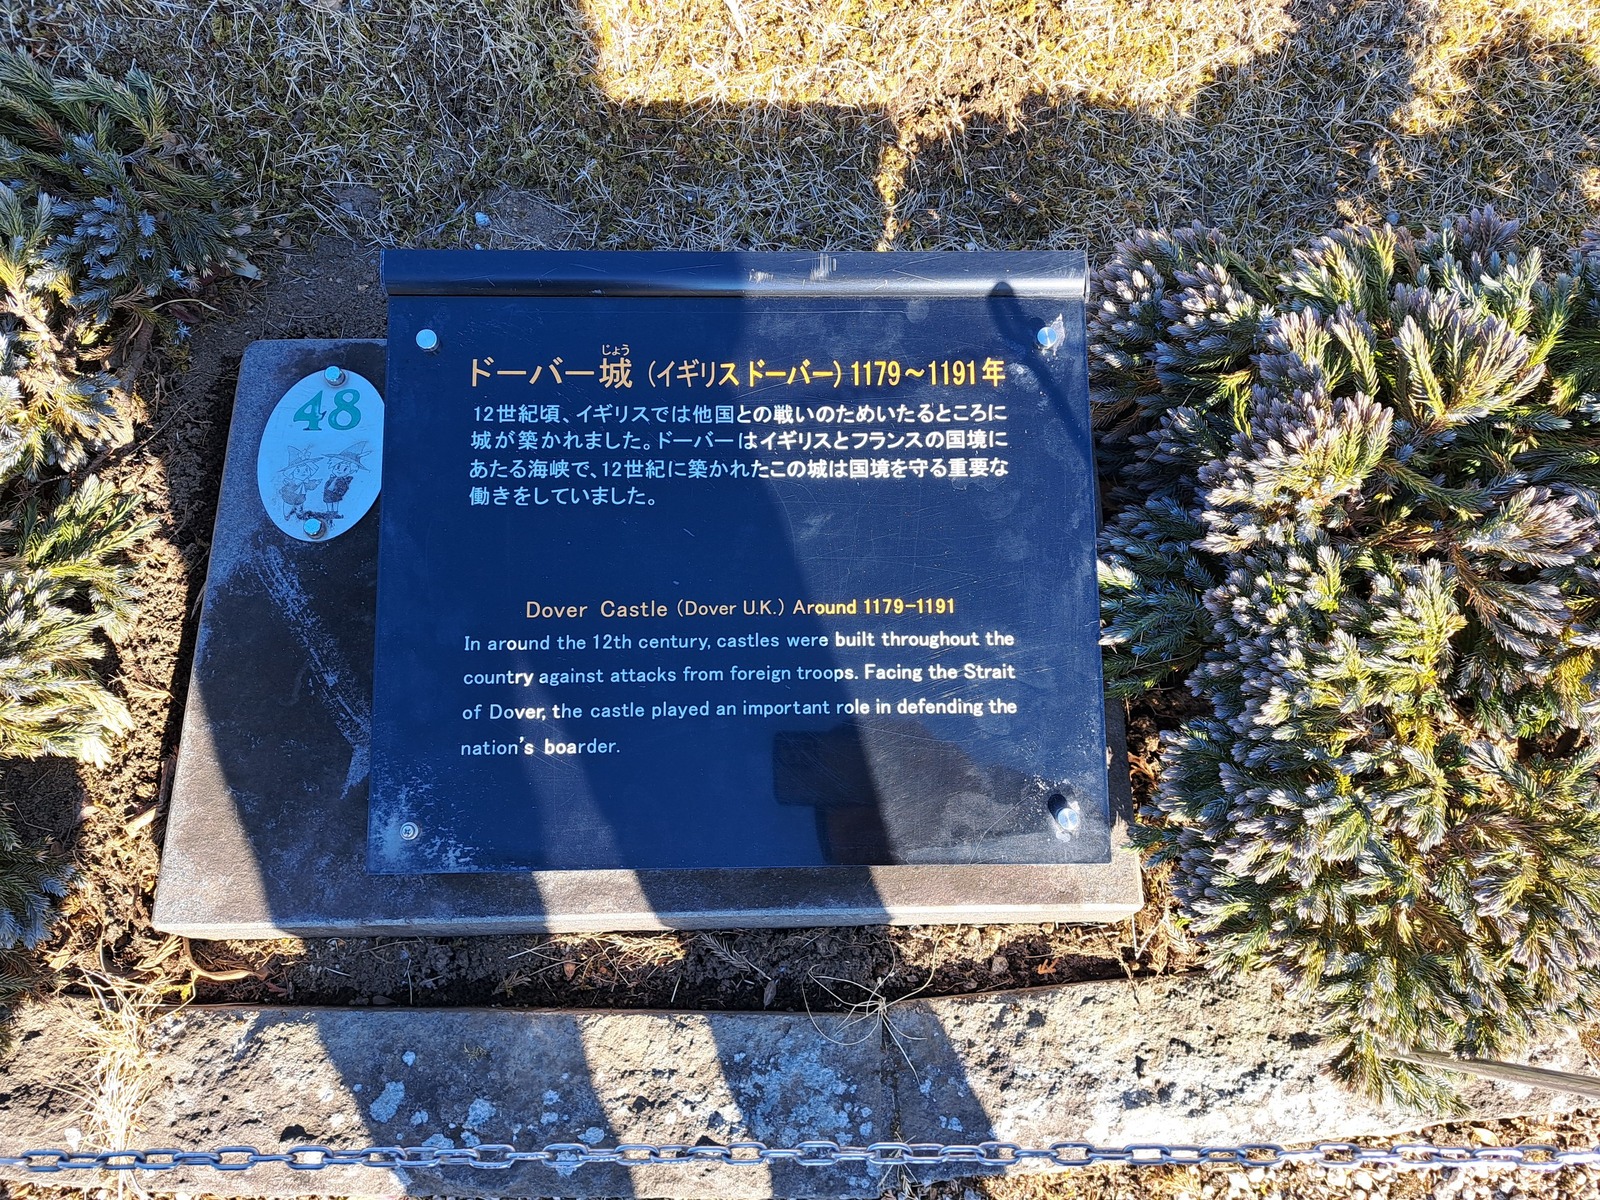 48
じょう
ドーバー城 (イギリス ドーバー) 1179～1191年
12世紀頃、イギリスでは他国との戦いのためいたるところに
城が築かれました。ドーバーはイギリスとフランスの国境に
あたる海峡で、12世紀に築かれたこの城は国境を守る重要な
働きをしていました。
Dover Castle (Dover U.K.) Around 1179-1191
In around the 12th century, castles were built throughout the
country against attacks from foreign troops. Facing the Strait
of Dover, the castle played an important role in defending the
nation's boarder.